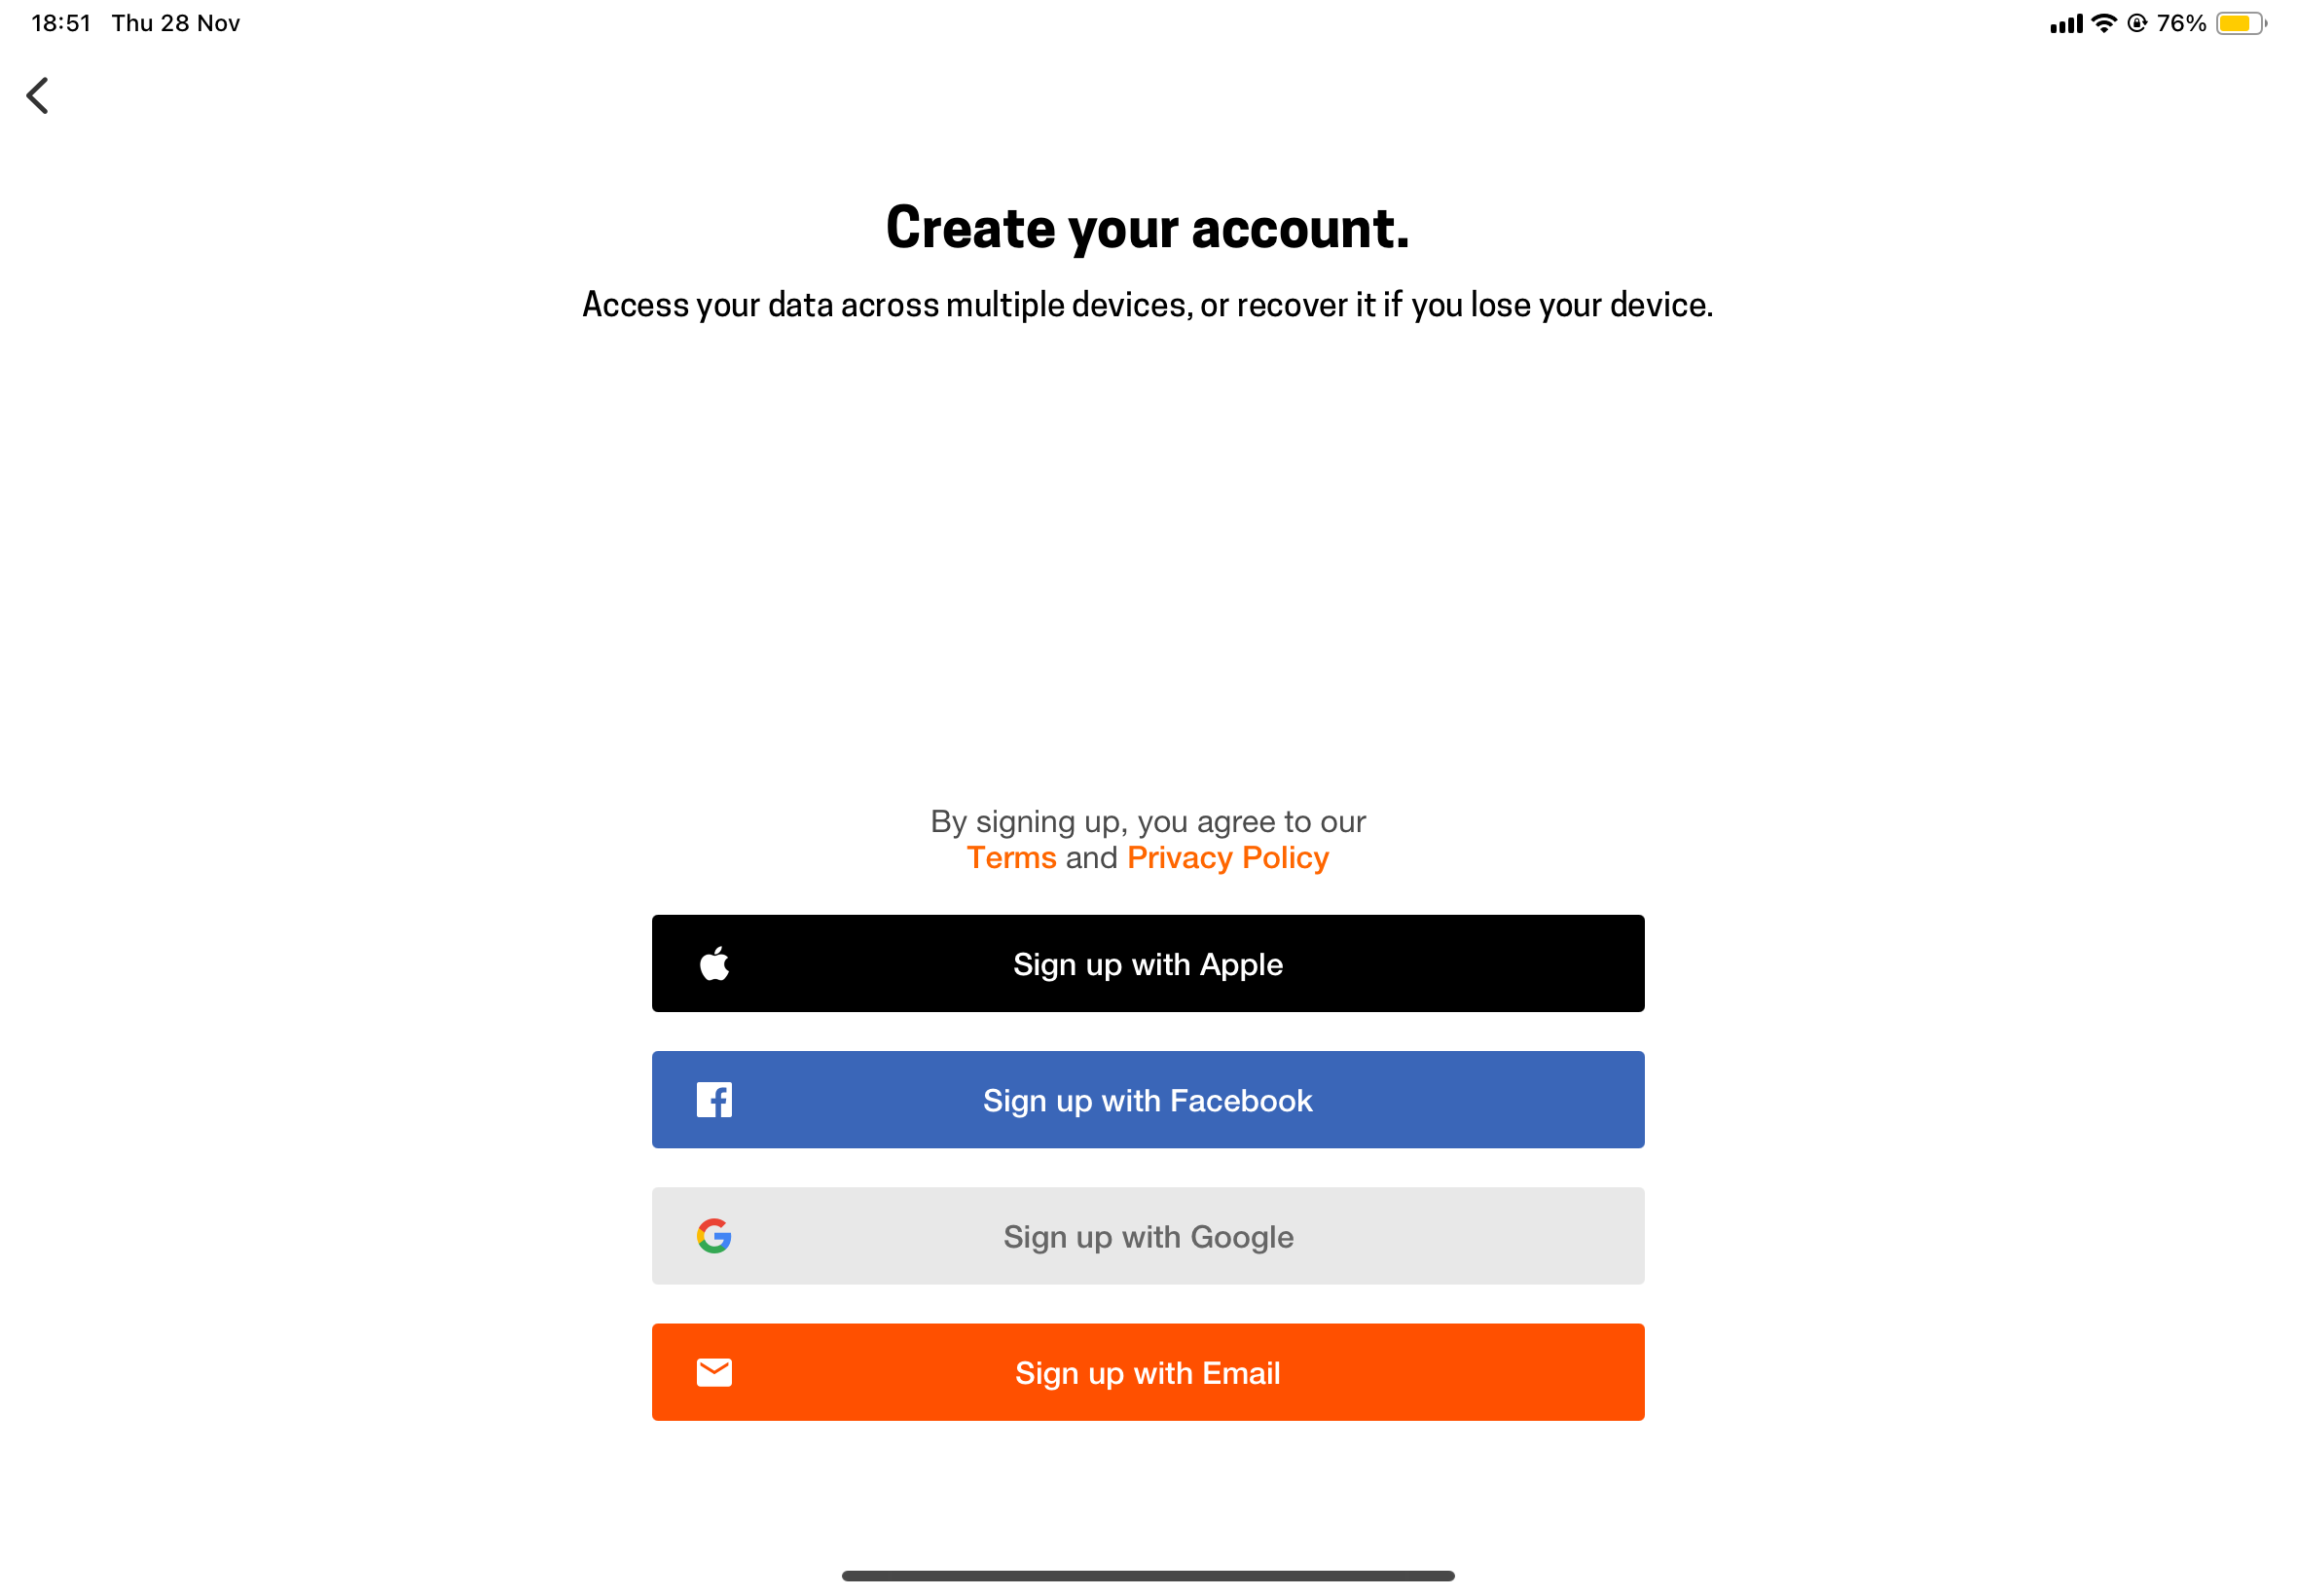 18:51 Thu 28 Nov 76%
Create your account.
Access your data across multiple devices, or recover it if you lose your device.
By signing up, you agree to our
Terms and Privacy Policy
Sign up with Apple
Sign up with Facebook
Sign up with Google
Sign up with Email